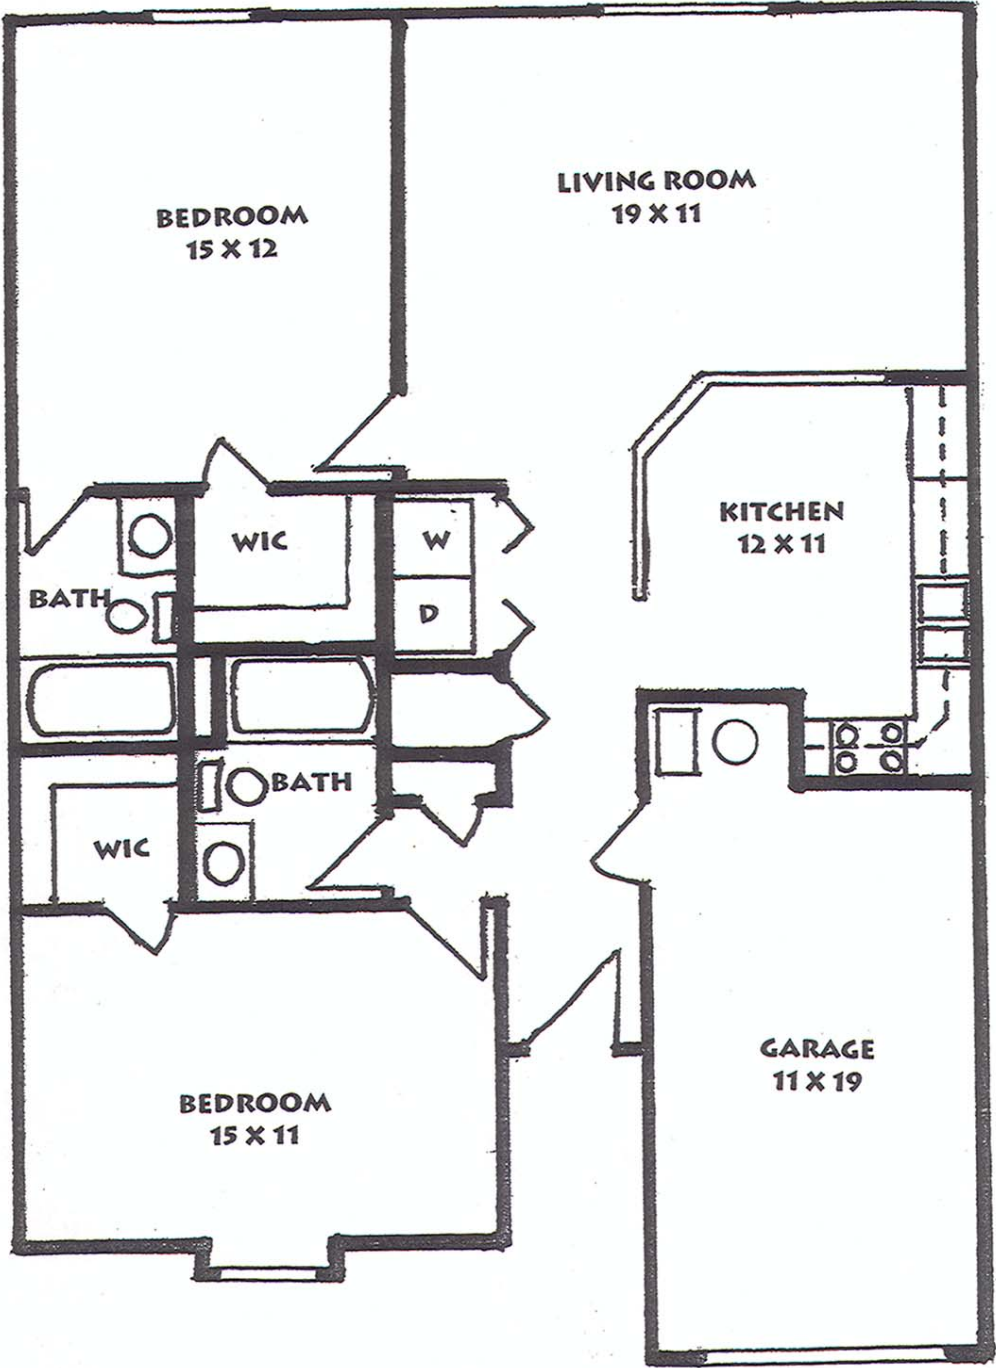 LIVING ROOM
19 X 11
BEDROOM
15 X 12
KITCHEN
12 X 11
WIC
W
BATH
D
BATH
WIC
GARAGE
11 X 19
BEDROOM
15 X 11